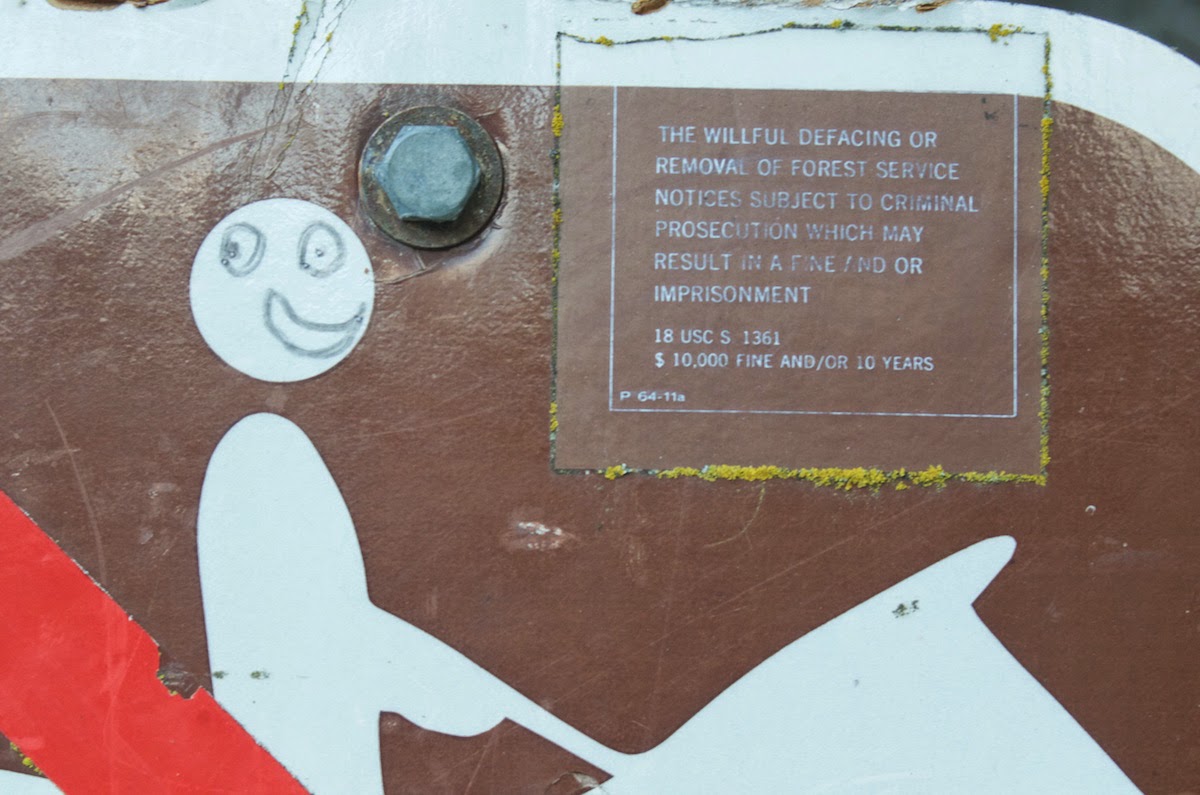 THE WILLFUL DEFACING OR
REMOVAL OF FOREST SERVICE
NOTICES SUBJECT TO CRIMINAL
PROSECUTION WHICH MAY
RESULT IN A FINE AND OR
IMPRISONMENT
18 USC S 1361
$ 10,000 FINE AND/OR 10 YEARS
P 64-11a